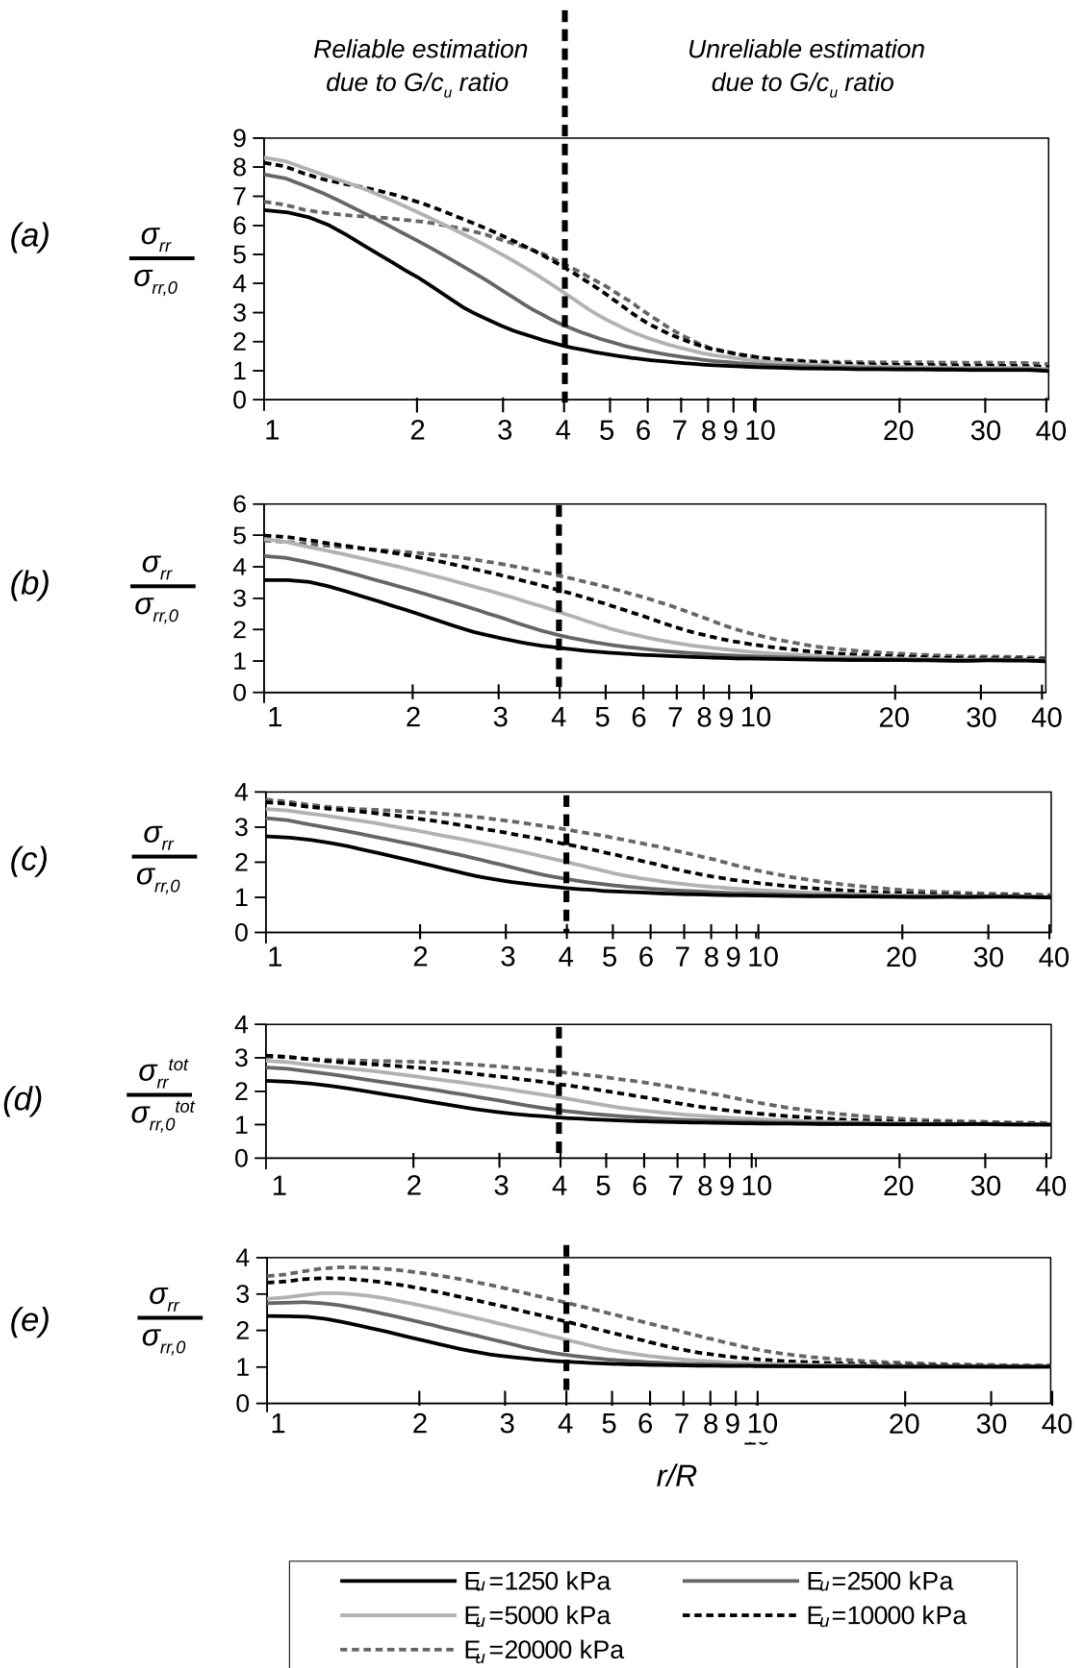 Reliable estimation
due to G/cu ratio
Unreliable estimation
due to G/cu ratio
(a)
σrr
σrr,0
9
8
7
6
5
4
3
2
1
0
1 2 3 4 5 6 7 8 9 10 20 30 40
(b)
σrr
σrr,0
6
5
4
3
2
1
0
1 2 3 4 5 6 7 8 9 10 20 30 40
(c)
σrr
σrr,0
4
3
2
1
0
1 2 3 4 5 6 7 8 9 10 20 30 40
(d)
σrr tot
σrr,0 tot
4
3
2
1
0
1 2 3 4 5 6 7 8 9 10 20 30 40
(e)
σrr
σrr,0
4
3
2
1
0
1 2 3 4 5 6 7 8 9 10 20 30 40
r/R
Eu=1250 kPa Eu=2500 kPa
Eu=5000 kPa Eu=10000 kPa
Eu=20000 kPa